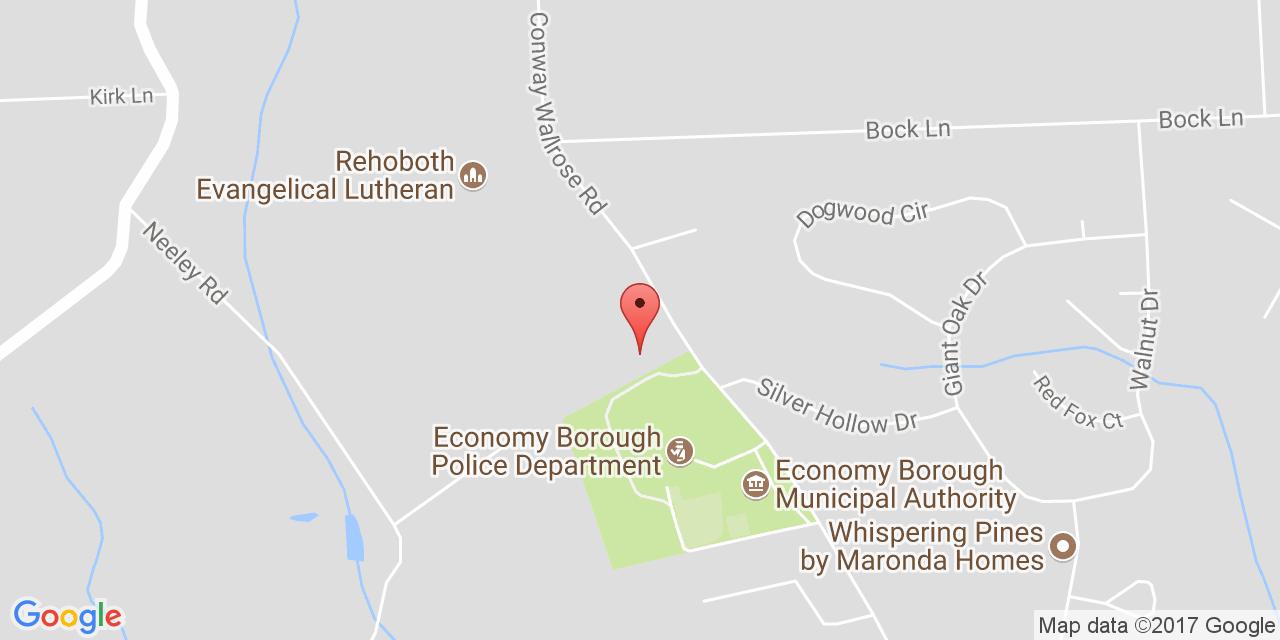 Conway Wallrose Rd
Kirk Ln
Bock Ln
Bock Ln
Rehoboth
Evangelical Lutheran
Dogwood Cir
Neeley Rd
Giant Oak Dr
Walnut Dr
Red Fox Ct
Silver Hollow Dr
Economy Borough
Police Department
Economy Borough
Municipal Authority
Whispering Pines
by Maronda Homes
Google
Map data ©2017 Google